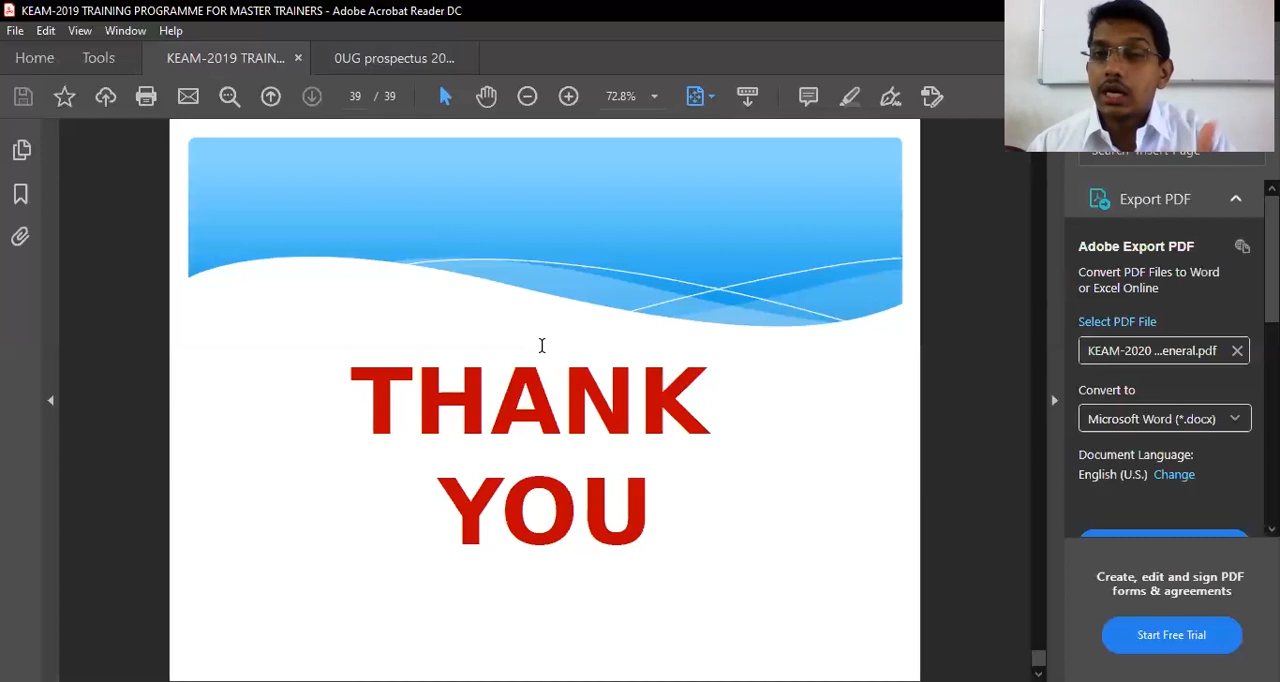 KEAM-2019 TRAINING PROGRAMME FOR MASTER TRAINERS - Adobe Acrobat Reader DC
File Edit View Window Help
Home Tools KEAM-2019 TRAIN... × 0UG prospectus 20...
39 / 39 72.8%
Search 'Insert Page'
Export PDF
Adobe Export PDF
Convert PDF Files to Word
or Excel Online
Select PDF File
KEAM-2020 ...eneral.pdf
Convert to
Microsoft Word (*.docx)
Document Language:
English (U.S.) Change
THANK
YOU
Create, edit and sign PDF
forms & agreements
Start Free Trial